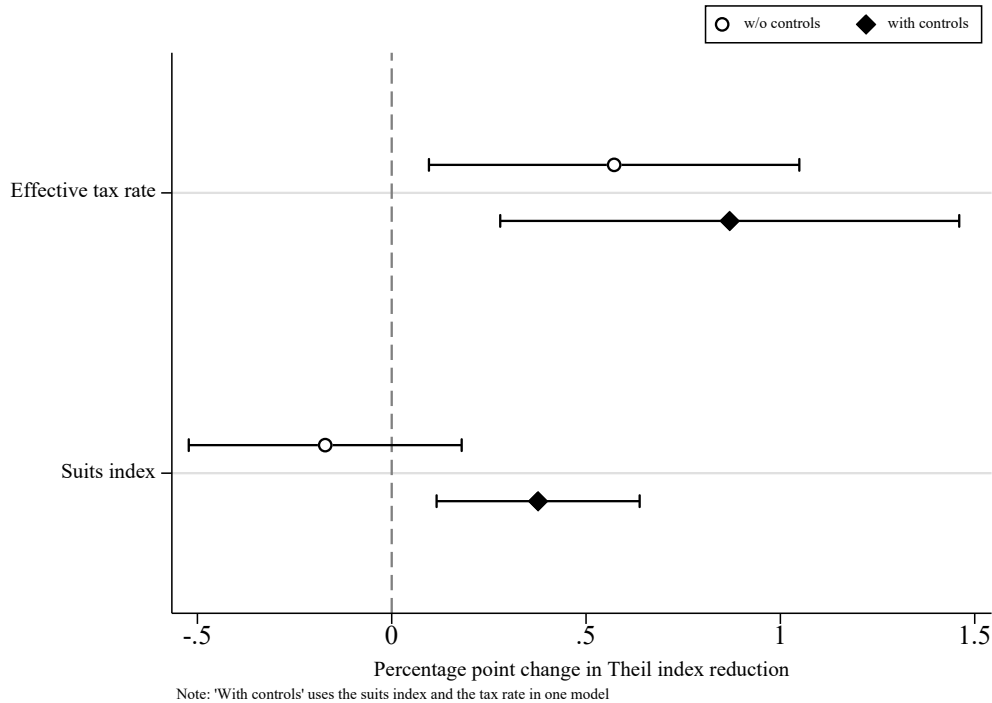 w/o controls with controls
Effective tax rate
Suits index
-.5 0 .5 1 1.5
Percentage point change in Theil index reduction
Note: 'With controls' uses the suits index and the tax rate in one model